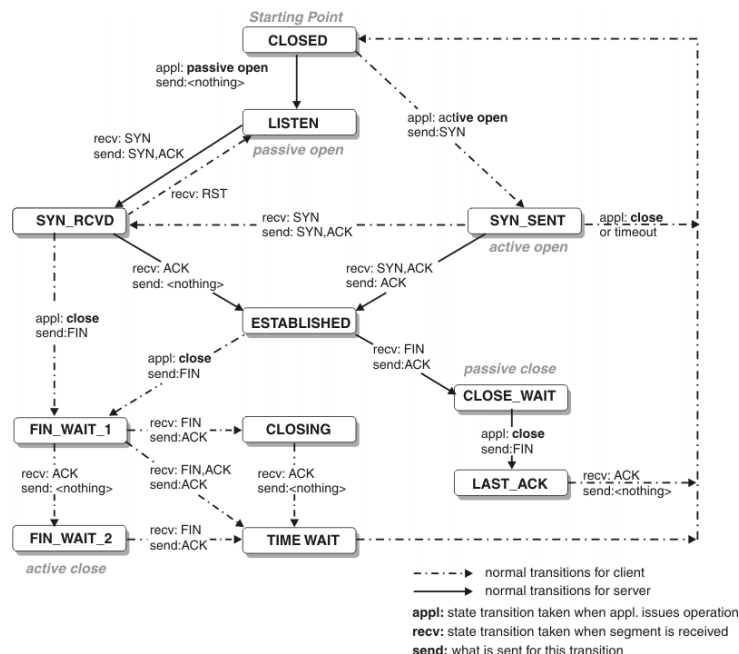 Starting Point
CLOSED
appl: passive open
send:<nothing>
appl: active open
send:SYN
LISTEN
passive open
recv: SYN
send: SYN,ACK
recv: RST
SYN_RCVD
recv: SYN
send: SYN,ACK
SYN_SENT
active open
appl: close
or timeout
recv: ACK
send: <nothing>
recv: SYN,ACK
send: ACK
appl: close
send:FIN
ESTABLISHED
appl: close
send:FIN
recv: FIN
send:ACK
passive close
CLOSE_WAIT
appl: close
send:FIN
FIN_WAIT_1
recv: FIN
send:ACK
CLOSING
recv: ACK
send: <nothing>
recv: FIN,ACK
send:ACK
recv: ACK
send:<nothing>
LAST_ACK
recv: ACK
send:<nothing>
FIN_WAIT_2
active close
recv: FIN
send:ACK
TIME WAIT
normal transitions for client
normal transitions for server
appl: state transition taken when appl. issues operation
recv: state transition taken when segment is received
send: what is sent for this transition